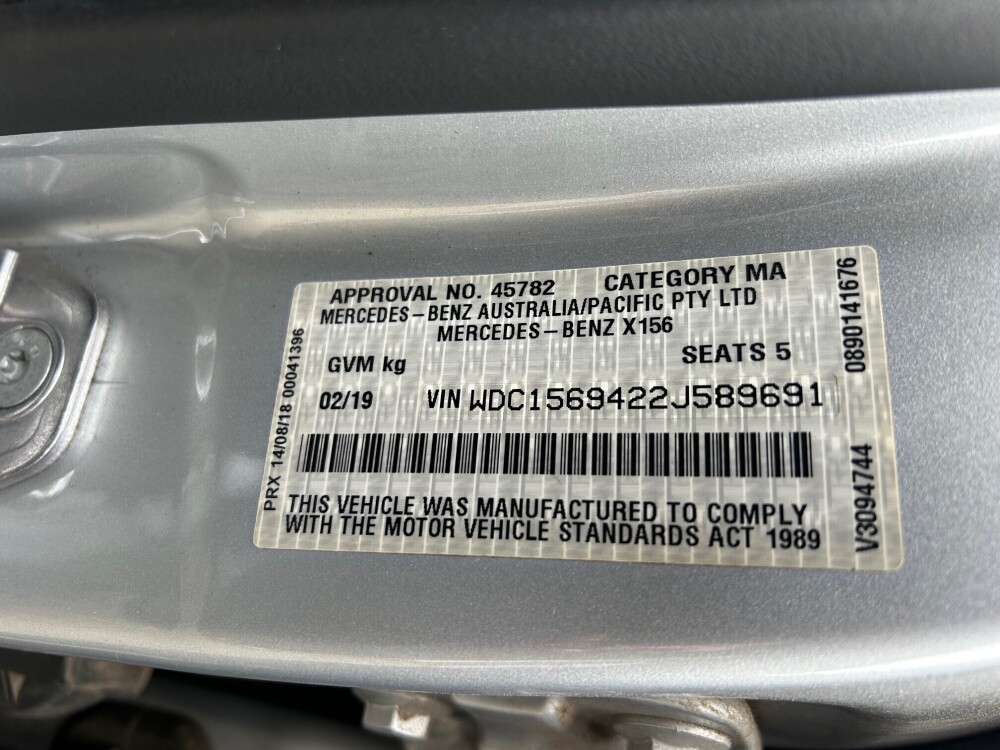 APPROVAL NO. 45782 CATEGORY MA
MERCEDES-BENZ AUSTRALIA/PACIFIC PTY LTD
MERCEDES-BENZ X156
GVM kg SEATS 5
02/19 VIN WDC1569422J589691
THIS VEHICLE WAS MANUFACTURED TO COMPLY
WITH THE MOTOR VEHICLE STANDARDS ACT 1989
PRX 14/08/18 00041396
V3094744 0890141676